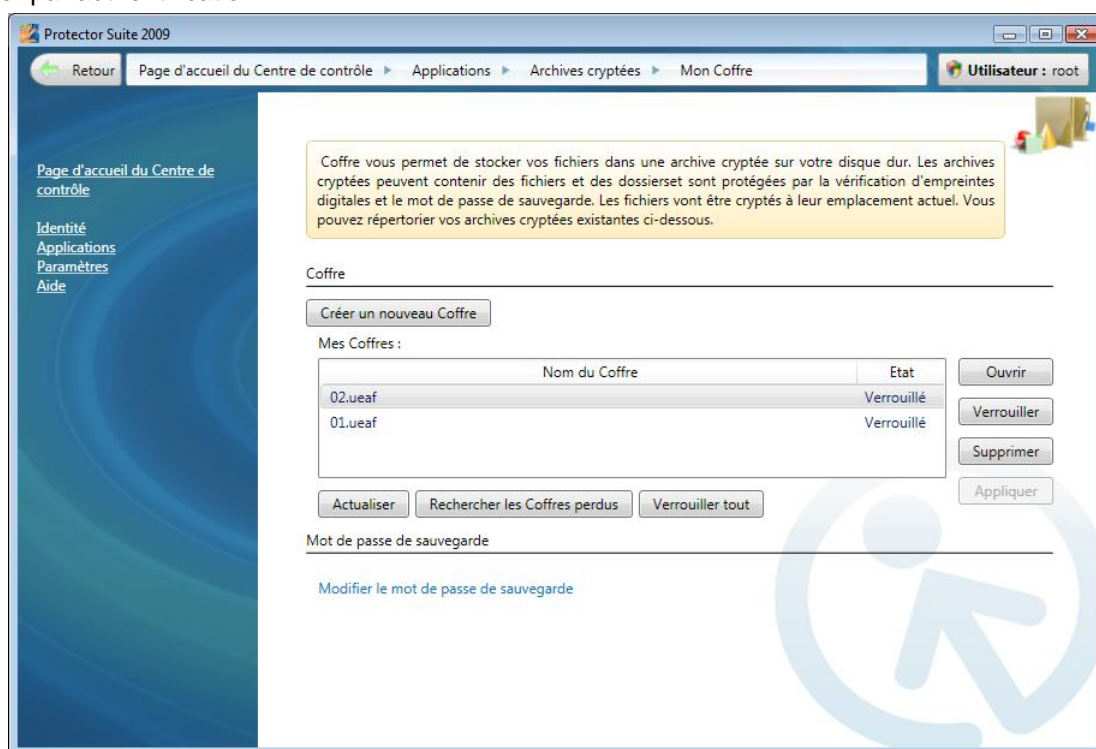 Protector Suite 2009
Retour Page d'accueil du Centre de contrôle Applications Archives cryptées Mon Coffre Utilisateur : root
Page d'accueil du Centre de
contrôle
Identité
Applications
Paramètres
Aide
Coffre vous permet de stocker vos fichiers dans une archive cryptée sur votre disque dur. Les archives
cryptées peuvent contenir des fichiers et des dossierset sont protégées par la vérification d'empreintes
digitales et le mot de passe de sauvegarde. Les fichiers vont être cryptés à leur emplacement actuel. Vous
pouvez répertorier vos archives cryptées existantes ci-dessous.
Coffre
Créer un nouveau Coffre
Mes Coffres :
Nom du Coffre Etat
02.ueaf Verrouillé
01.ueaf Verrouillé
Ouvrir
Verrouiller
Supprimer
Appliquer
Actualiser Rechercher les Coffres perdus Verrouiller tout
Mot de passe de sauvegarde
Modifier le mot de passe de sauvegarde